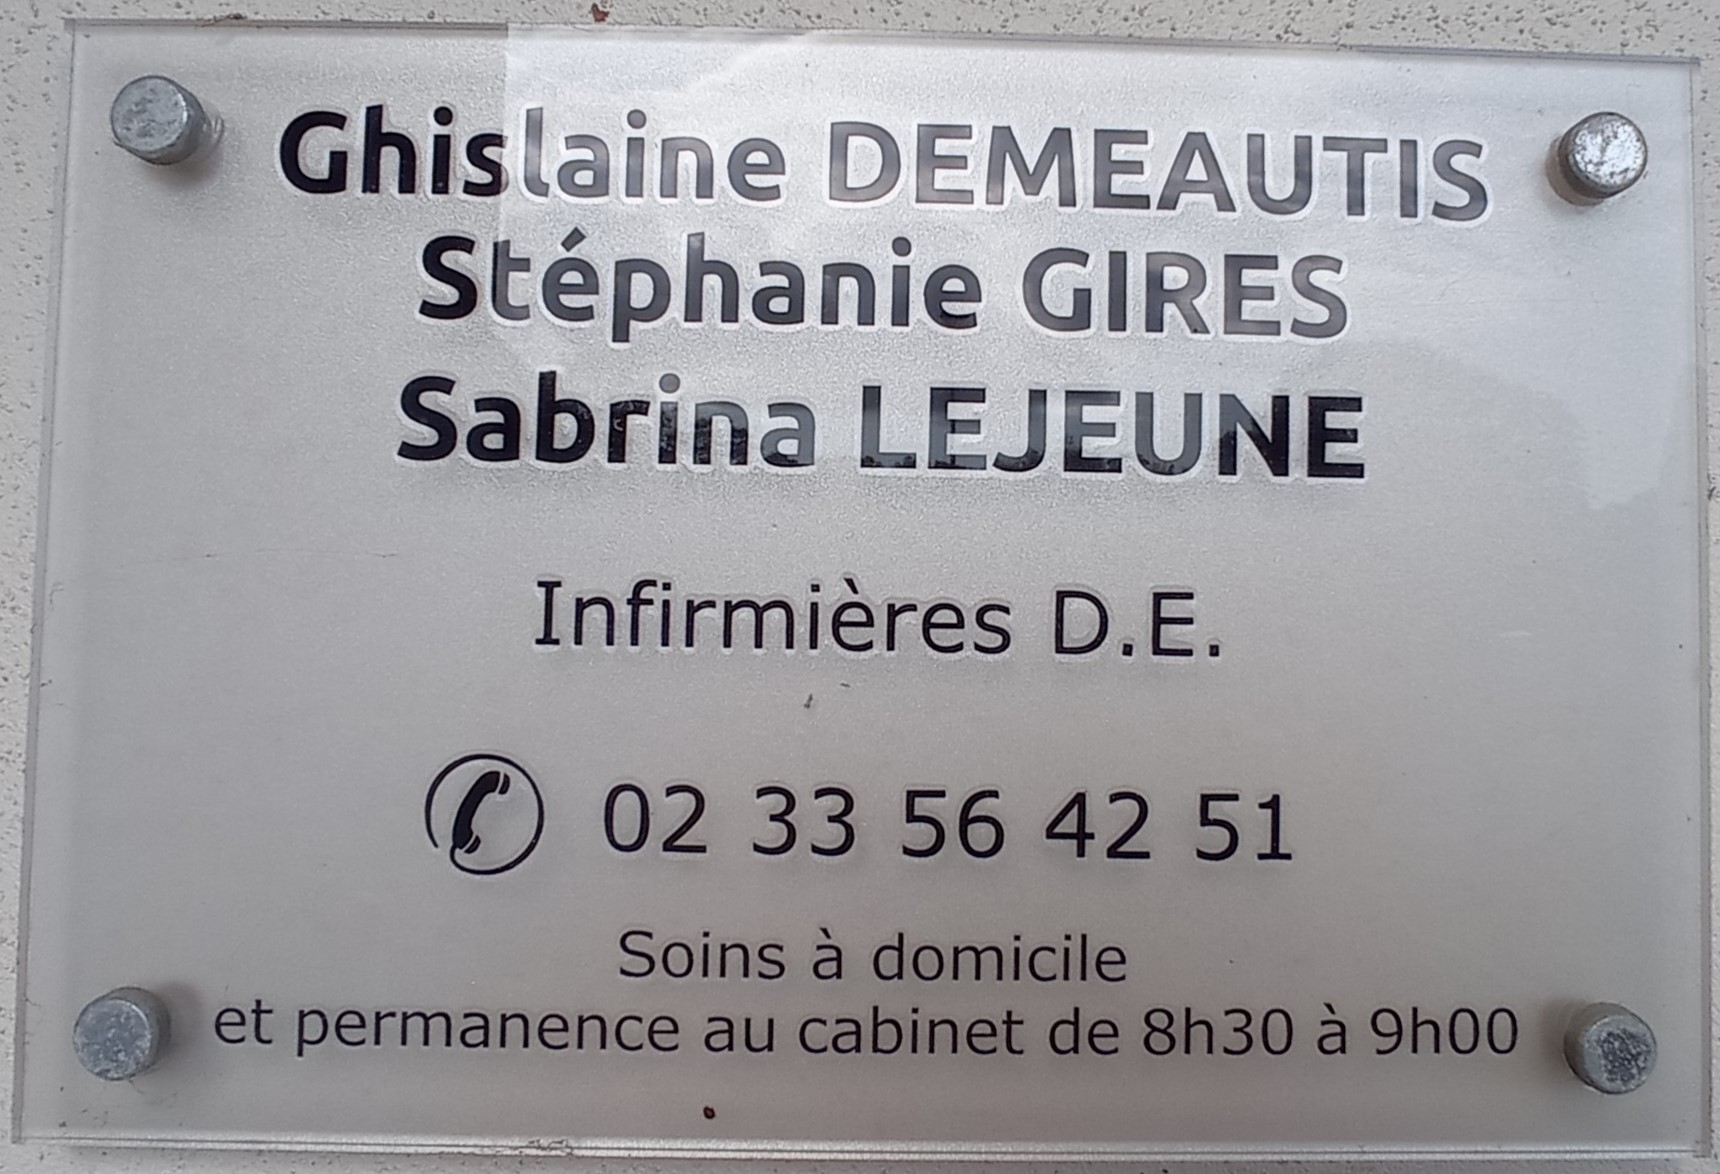 Ghislaine DEMEAUTIS
Stéphanie GIRES
Sabrina LEJEUNE
Infirmières D.E.
02 33 56 42 51
Soins à domicile
et permanence au cabinet de 8h30 à 9h00